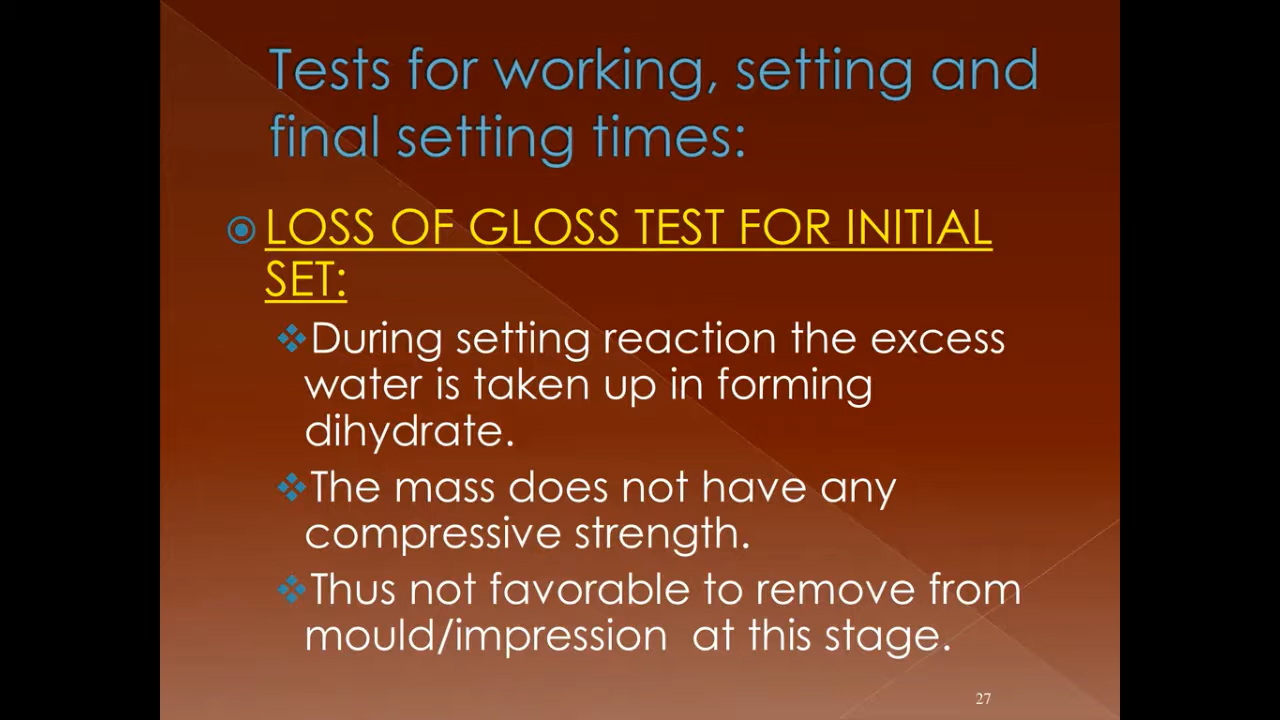 Tests for working, setting and
final setting times:
LOSS OF GLOSS TEST FOR INITIAL
SET:
During setting reaction the excess
water is taken up in forming
dihydrate.
The mass does not have any
compressive strength.
Thus not favorable to remove from
mould/impression at this stage.
27